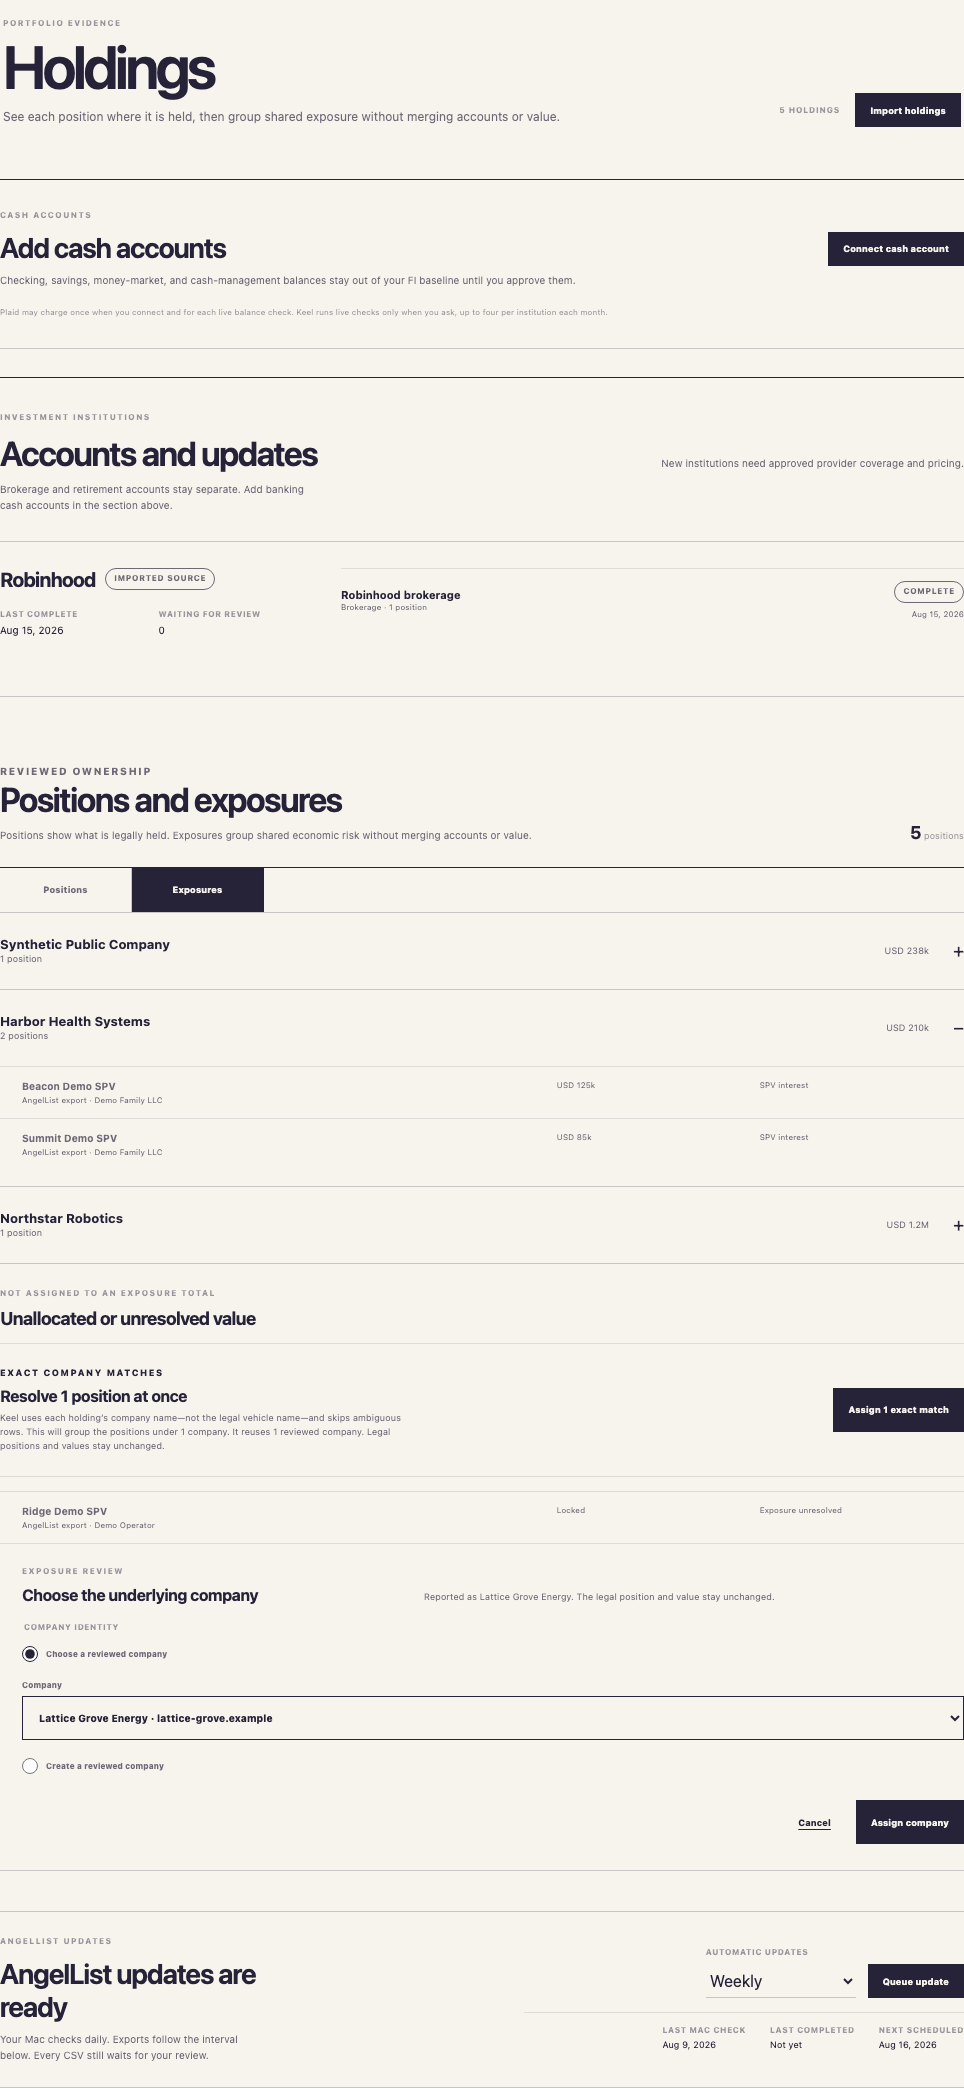 PORTFOLIO EVIDENCE
Holdings
See each position where it is held, then group shared exposure without merging accounts or value.
5 HOLDINGS
Import holdings
CASH ACCOUNTS
Add cash accounts
Connect cash account
Checking, savings, money-market, and cash-management balances stay out of your FI baseline until you approve them.
Plaid may charge once when you connect and for each live balance check. Keel runs live checks only when you ask, up to four per institution each month.
INVESTMENT INSTITUTIONS
Accounts and updates
New institutions need approved provider coverage and pricing.
Brokerage and retirement accounts stay separate. Add banking
cash accounts in the section above.
Robinhood
IMPORTED SOURCE
LAST COMPLETE
Aug 15, 2026
WAITING FOR REVIEW
0
Robinhood brokerage
Brokerage · 1 position
COMPLETE
Aug 15, 2026
REVIEWED OWNERSHIP
Positions and exposures
Positions show what is legally held. Exposures group shared economic risk without merging accounts or value.
5 positions
Positions
Exposures
Synthetic Public Company
1 position
USD 238k
+
Harbor Health Systems
2 positions
USD 210k
−
Beacon Demo SPV
AngelList export · Demo Family LLC
USD 125k
SPV interest
Summit Demo SPV
AngelList export · Demo Family LLC
USD 85k
SPV interest
Northstar Robotics
1 position
USD 1.2M
+
NOT ASSIGNED TO AN EXPOSURE TOTAL
Unallocated or unresolved value
EXACT COMPANY MATCHES
Resolve 1 position at once
Keel uses each holding's company name—not the legal vehicle name—and skips ambiguous
rows. This will group the positions under 1 company. It reuses 1 reviewed company. Legal
positions and values stay unchanged.
Assign 1 exact match
Ridge Demo SPV
AngelList export · Demo Operator
Locked
Exposure unresolved
EXPOSURE REVIEW
Choose the underlying company
Reported as Lattice Grove Energy. The legal position and value stay unchanged.
COMPANY IDENTITY
Choose a reviewed company
Company
Lattice Grove Energy · lattice-grove.example
Create a reviewed company
Cancel
Assign company
ANGELLIST UPDATES
AngelList updates are
ready
Your Mac checks daily. Exports follow the interval
below. Every CSV still waits for your review.
AUTOMATIC UPDATES
Weekly
Queue update
LAST MAC CHECK
Aug 9, 2026
LAST COMPLETED
Not yet
NEXT SCHEDULED
Aug 16, 2026